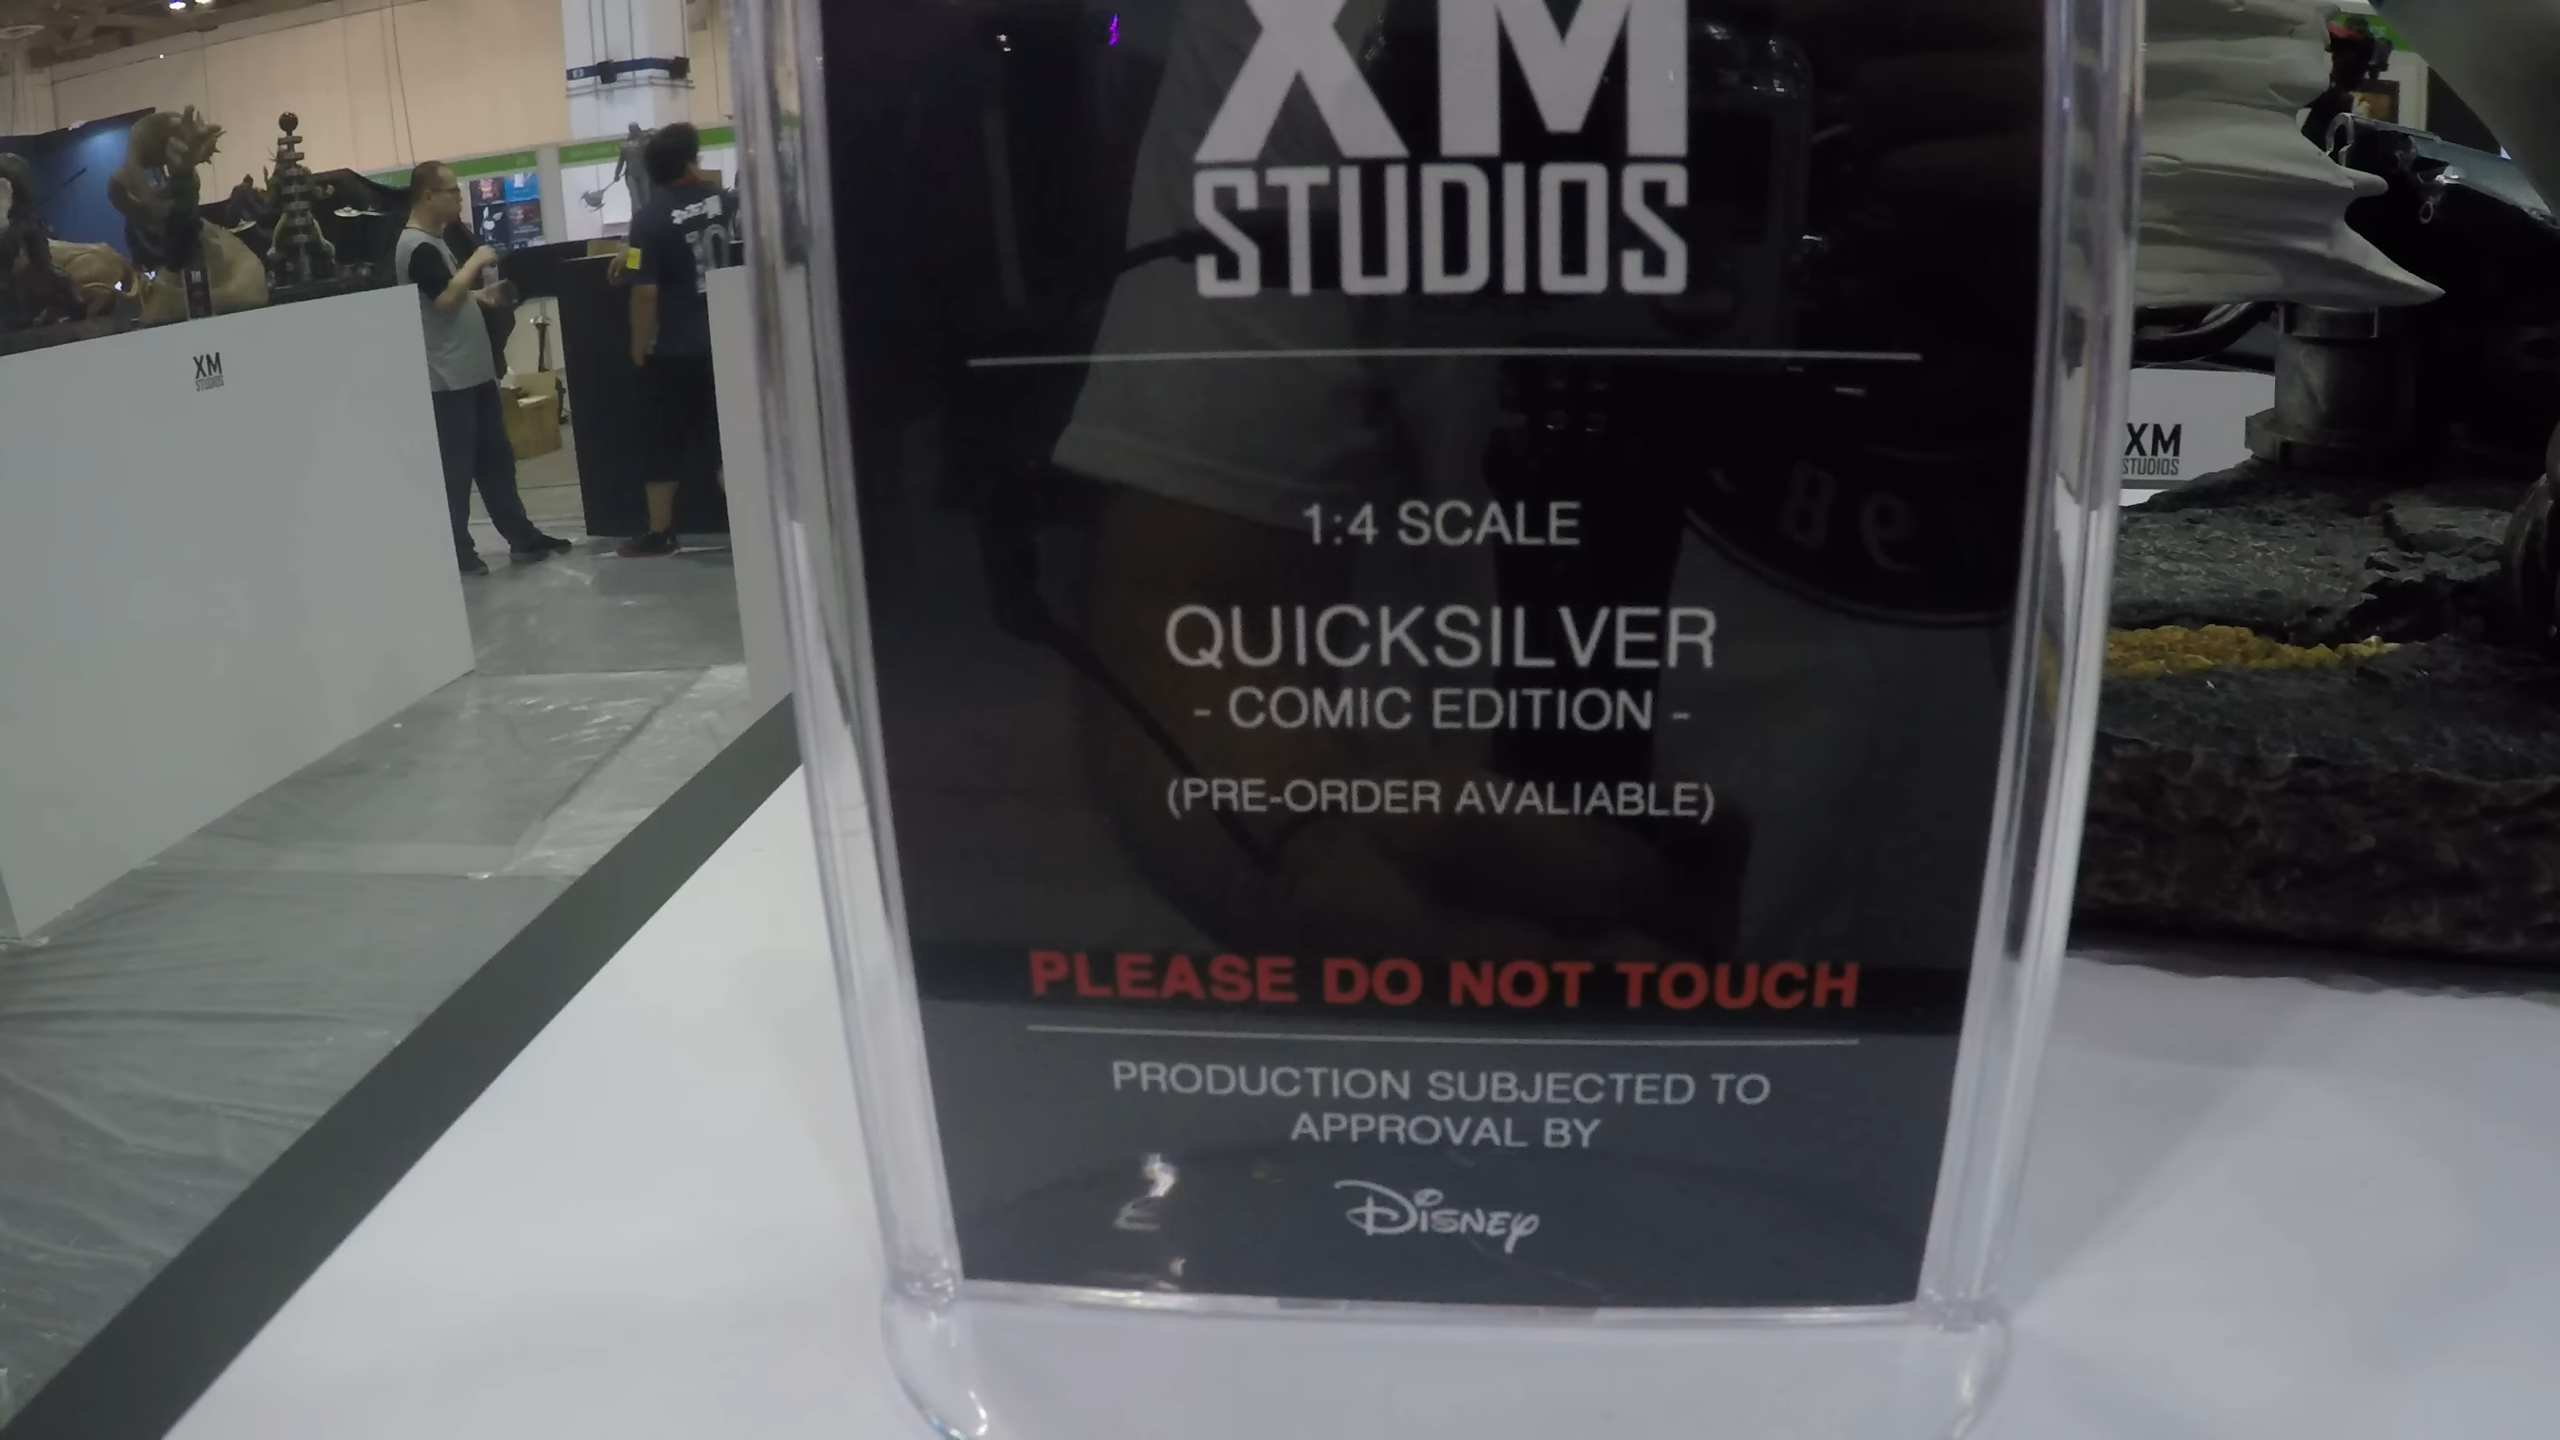 XM
STUDIOS
1:4 SCALE
QUICKSILVER
- COMIC EDITION -
(PRE-ORDER AVALIABLE)
PLEASE DO NOT TOUCH
PRODUCTION SUBJECTED TO
APPROVAL BY
Disney
XM
STUDIOS
XM
STUDIOS